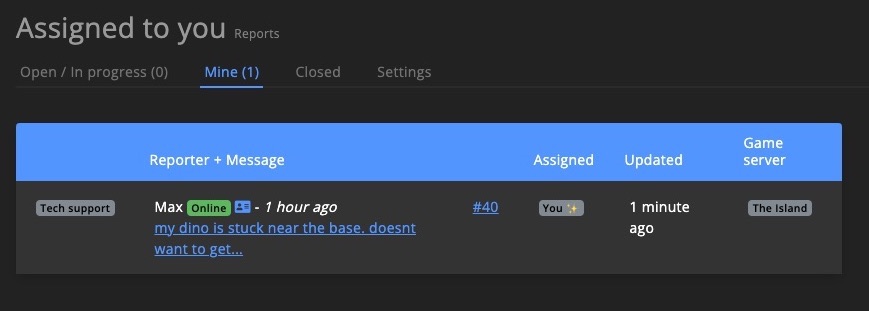 Assigned to you Reports
Open / In progress (0) Mine (1) Closed Settings
Reporter + Message Assigned Updated Game server
Tech support Max Online - 1 hour ago #40 You ✨ 1 minute ago The Island
my dino is stuck near the base. doesnt
want to get...